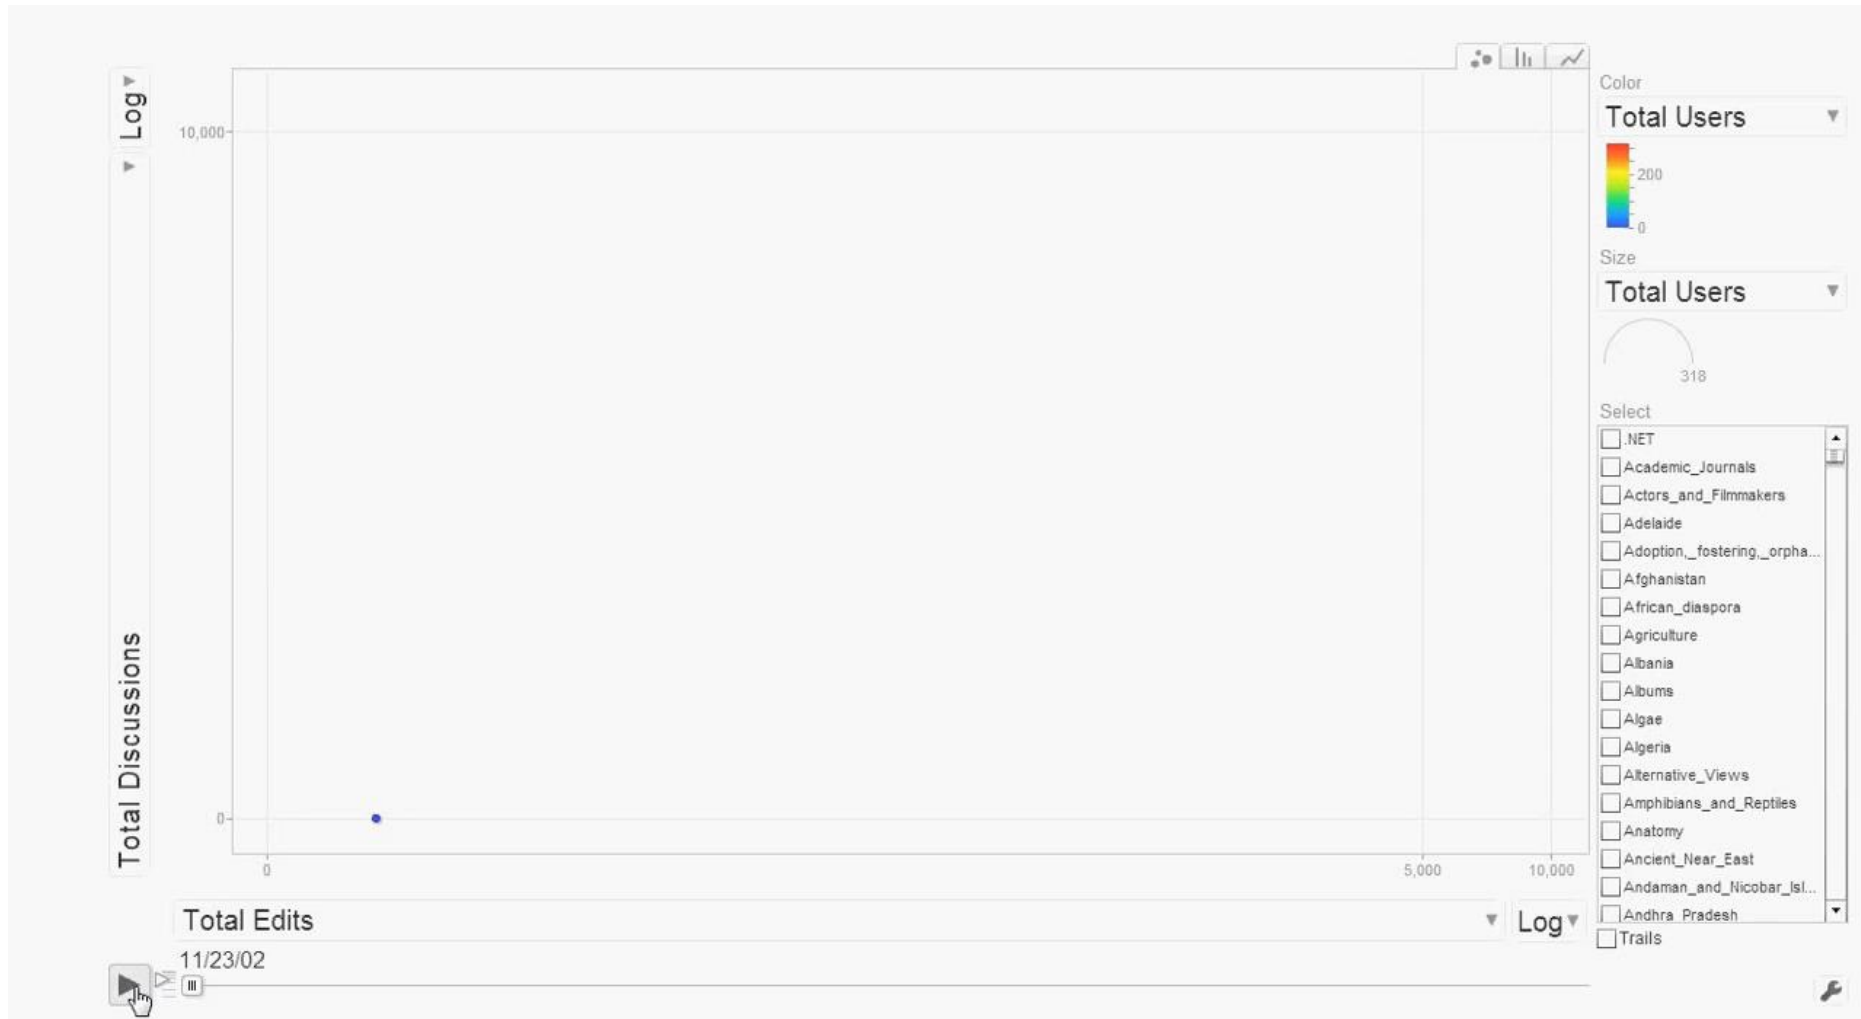 Log
Total Discussions
10,000
0
0
5,000
10,000
Total Edits
Log
11/23/02
Color
Total Users
200
0
Size
Total Users
318
Select
.NET
Academic_Journals
Actors_and_Filmmakers
Adelaide
Adoption,_fostering,_orpha...
Afghanistan
African_diaspora
Agriculture
Albania
Albums
Algae
Algeria
Alternative_Views
Amphibians_and_Reptiles
Anatomy
Ancient_Near_East
Andaman_and_Nicobar_Isl...
Andhra_Pradesh
Trails